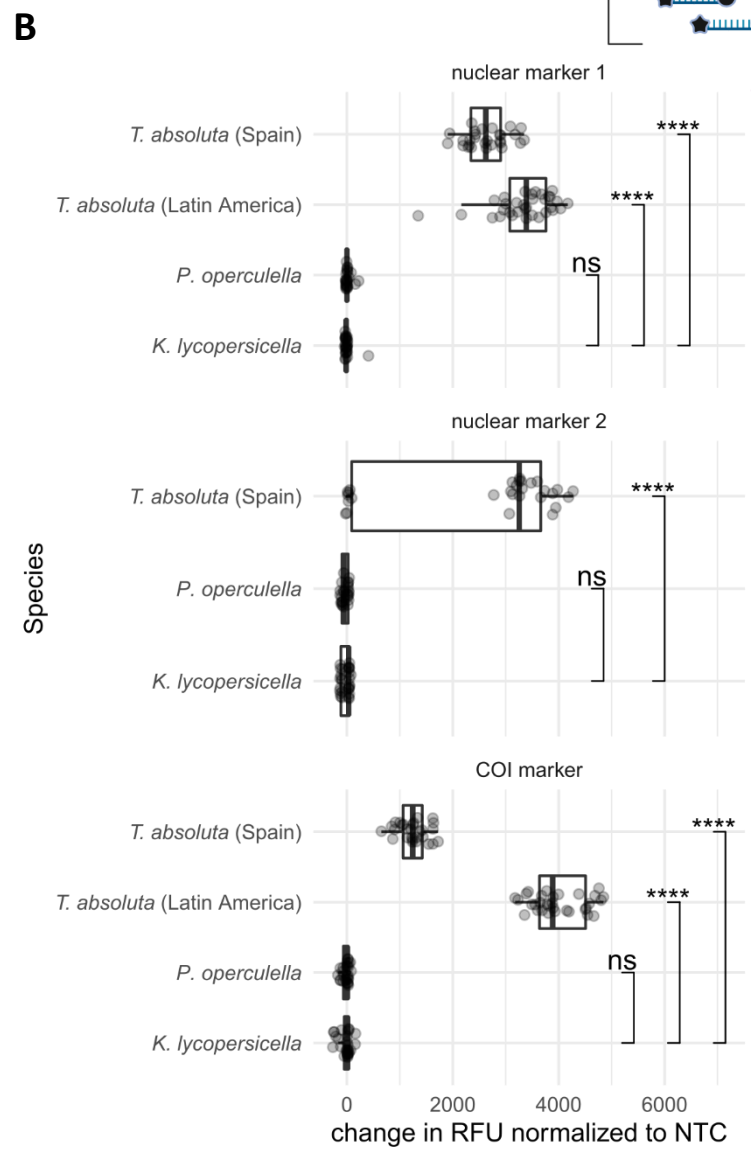 B
nuclear marker 1
T. absoluta (Spain)
****
T. absoluta (Latin America)
****
P. operculella
ns
K. lycopersicella
nuclear marker 2
T. absoluta (Spain)
****
P. operculella
ns
K. lycopersicella
Species
COI marker
T. absoluta (Spain)
****
T. absoluta (Latin America)
****
P. operculella
ns
K. lycopersicella
0 2000 4000 6000
change in RFU normalized to NTC